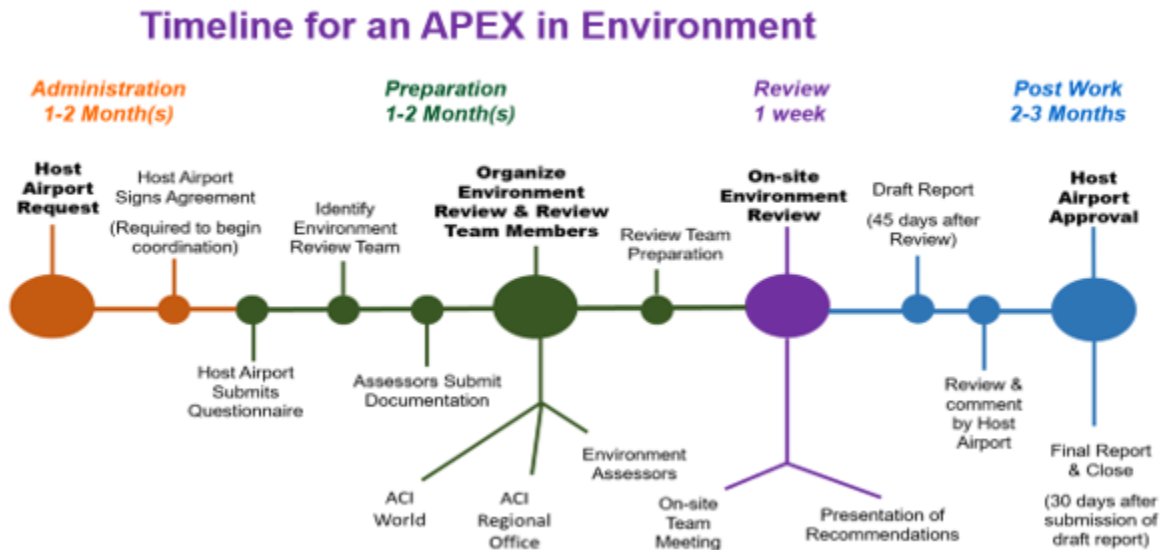 Timeline for an APEX in Environment
Administration
1-2 Month(s)
Preparation
1-2 Month(s)
Review
1 week
Post Work
2-3 Months
Host
Airport
Request
Host Airport
Signs Agreement
(Required to begin
coordination)
Host Airport
Submits
Questionnaire
Identify
Environment
Review Team
Assessors Submit
Documentation
Organize
Environment
Review & Review
Team Members
ACI
World
ACI
Regional
Office
Environment
Assessors
Review Team
Preparation
On-site
Environment
Review
On-site
Team
Meeting
Presentation of
Recommendations
Draft Report
(45 days after
Review)
Review &
comment
by Host
Airport
Host
Airport
Approval
Final Report
& Close
(30 days after
submission of
draft report)